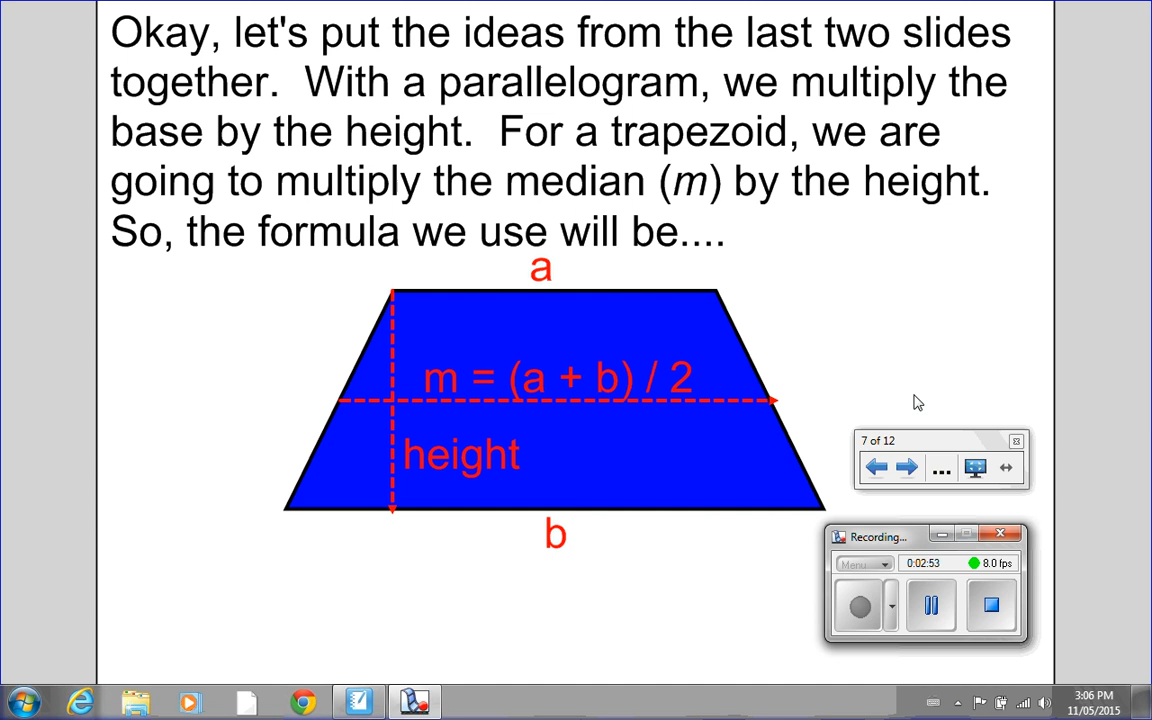 Okay, let's put the ideas from the last two slides
together.  With a parallelogram, we multiply the
base by the height.  For a trapezoid, we are
going to multiply the median (m) by the height.
So, the formula we use will be....
a
m = (a + b) / 2
height
b
7 of 12
...
Recording...
Menu
0:02:53
8.0 fps
3:06 PM
11/05/2015